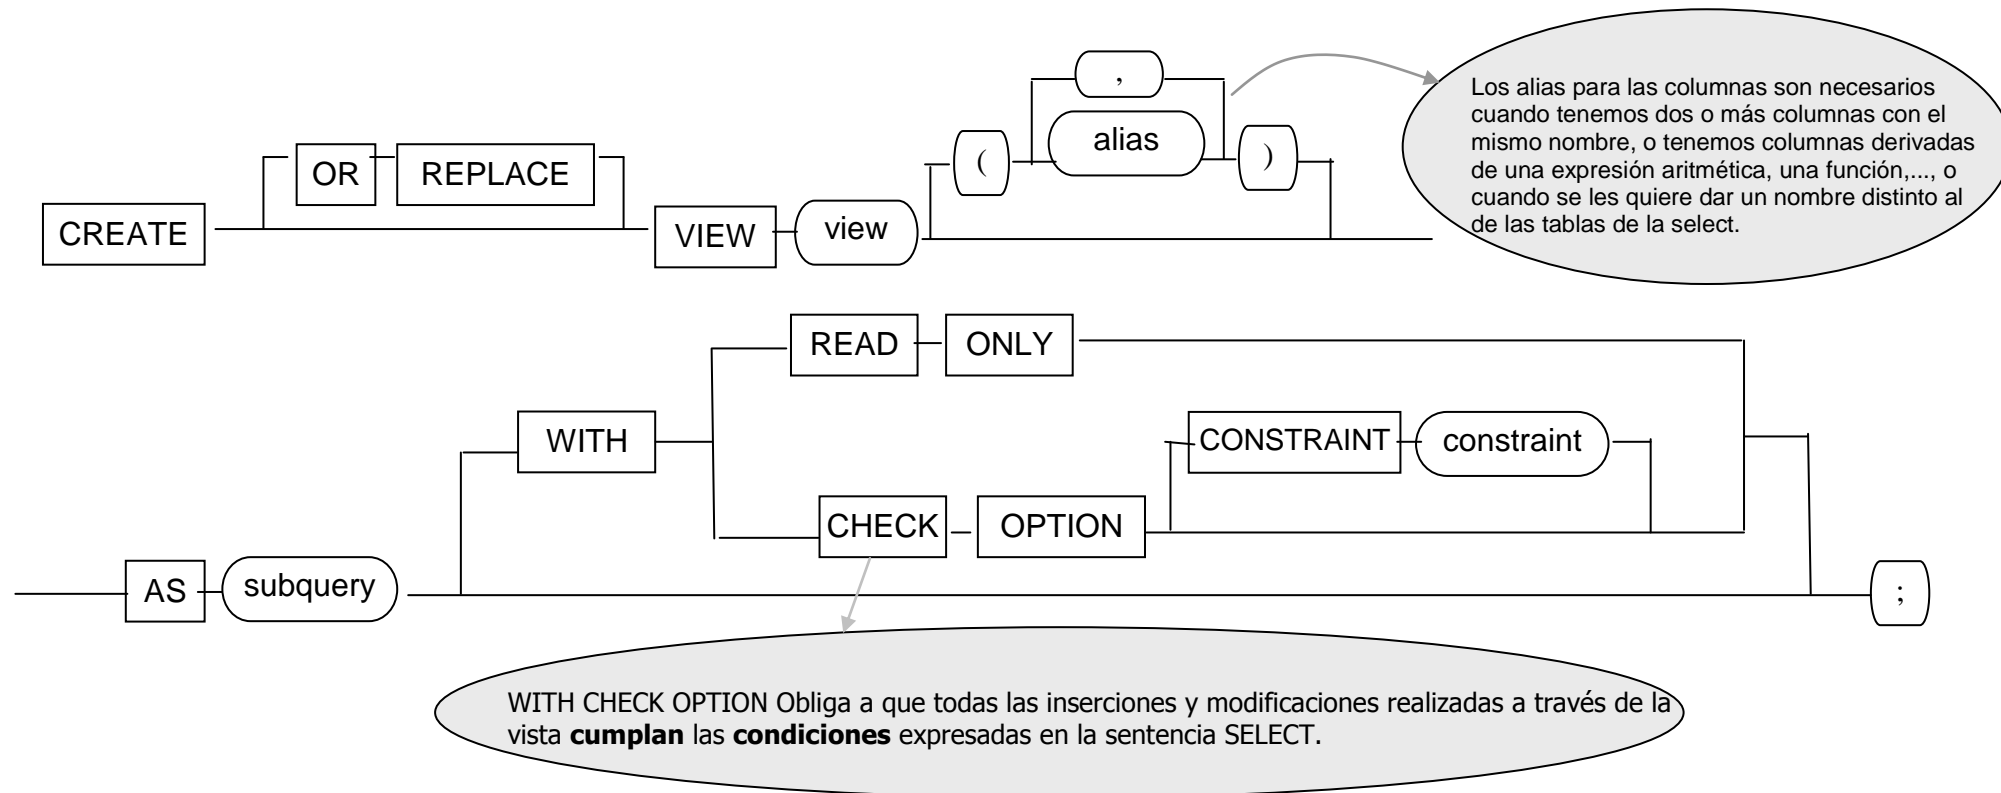 ,
( alias )
OR REPLACE
CREATE VIEW view
Los alias para las columnas son necesarios
cuando tenemos dos o más columnas con el
mismo nombre, o tenemos columnas derivadas
de una expresión aritmética, una función,..., o
cuando se les quiere dar un nombre distinto al
de las tablas de la select.
READ ONLY
WITH CONSTRAINT constraint
CHECK OPTION
AS subquery ;
WITH CHECK OPTION Obliga a que todas las inserciones y modificaciones realizadas a través de la
vista cumplan las condiciones expresadas en la sentencia SELECT.